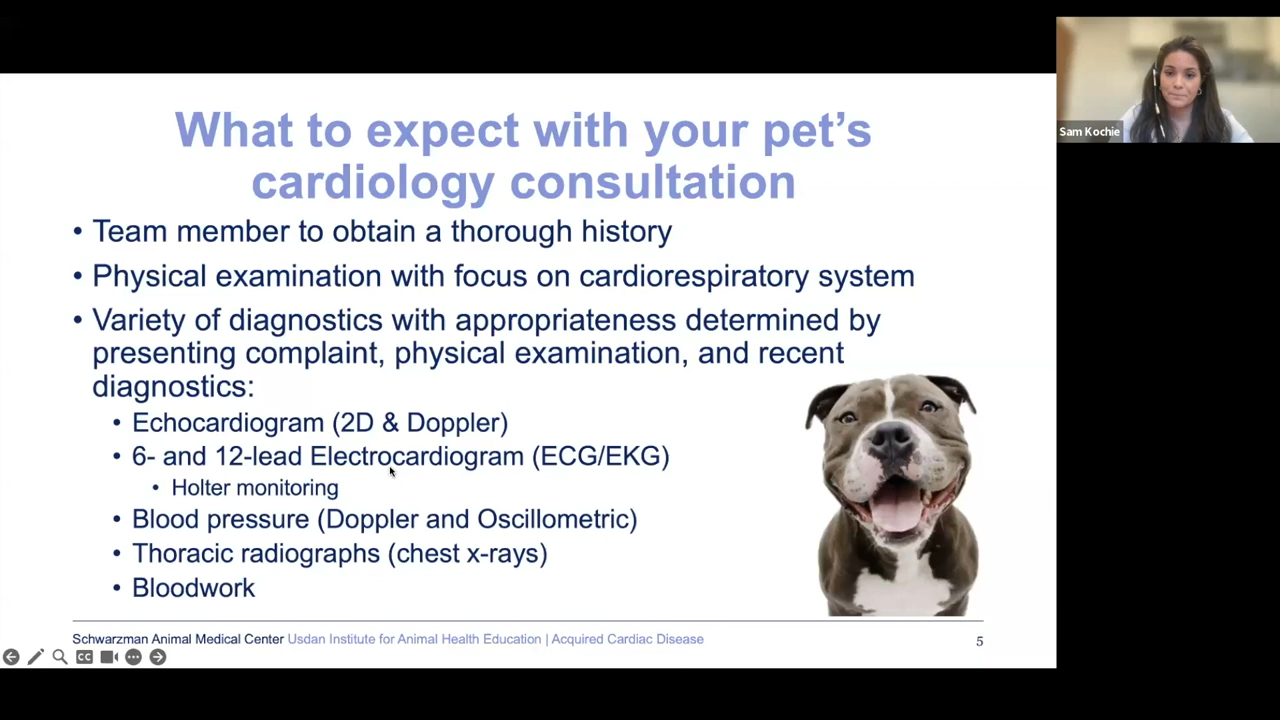 What to expect with your pet's
cardiology consultation
• Team member to obtain a thorough history
• Physical examination with focus on cardiorespiratory system
• Variety of diagnostics with appropriateness determined by
presenting complaint, physical examination, and recent
diagnostics:
• Echocardiogram (2D & Doppler)
• 6- and 12-lead Electrocardiogram (ECG/EKG)
• Holter monitoring
• Blood pressure (Doppler and Oscillometric)
• Thoracic radiographs (chest x-rays)
• Bloodwork
Schwarzman Animal Medical Center Usdan Institute for Animal Health Education | Acquired Cardiac Disease
5
CC
Sam Kochie